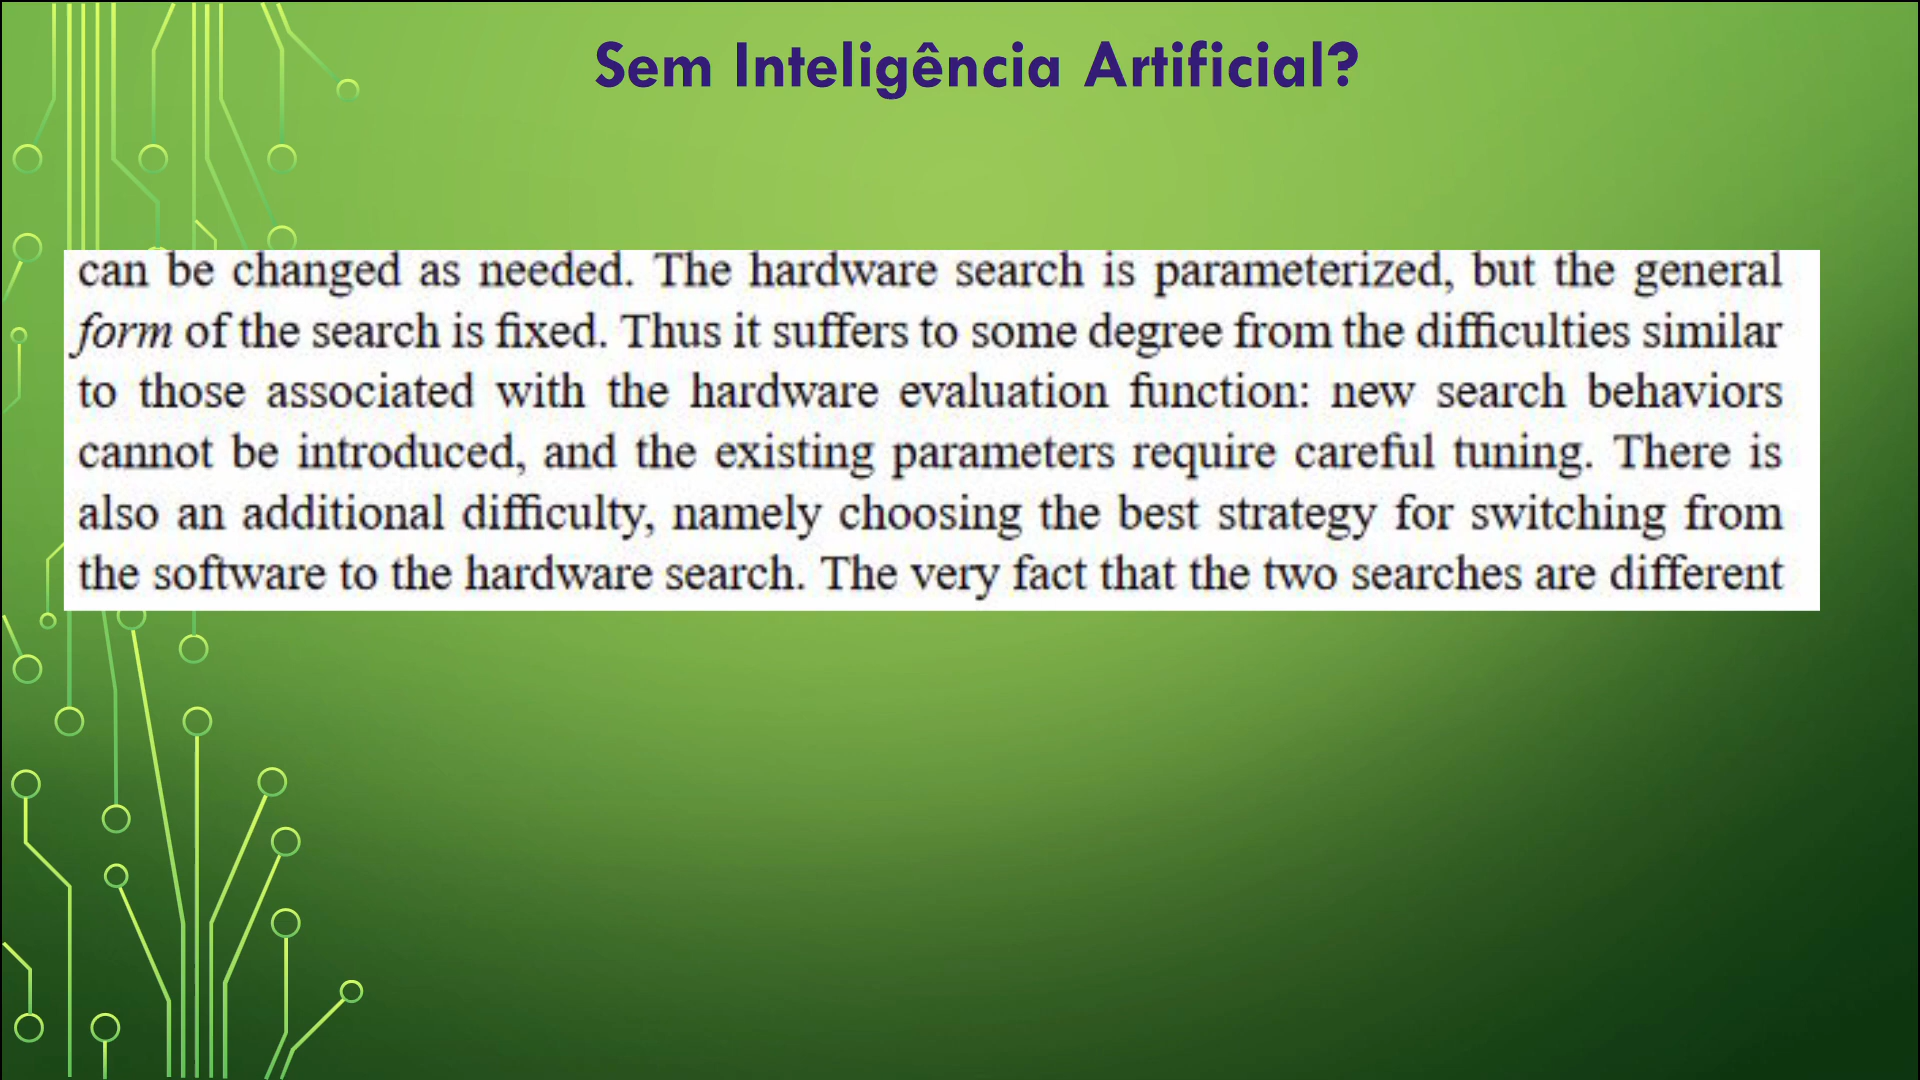 Sem Inteligência Artificial?
can be changed as needed. The hardware search is parameterized, but the general
form of the search is fixed. Thus it suffers to some degree from the difficulties similar
to those associated with the hardware evaluation function: new search behaviors
cannot be introduced, and the existing parameters require careful tuning. There is
also an additional difficulty, namely choosing the best strategy for switching from
the software to the hardware search. The very fact that the two searches are different